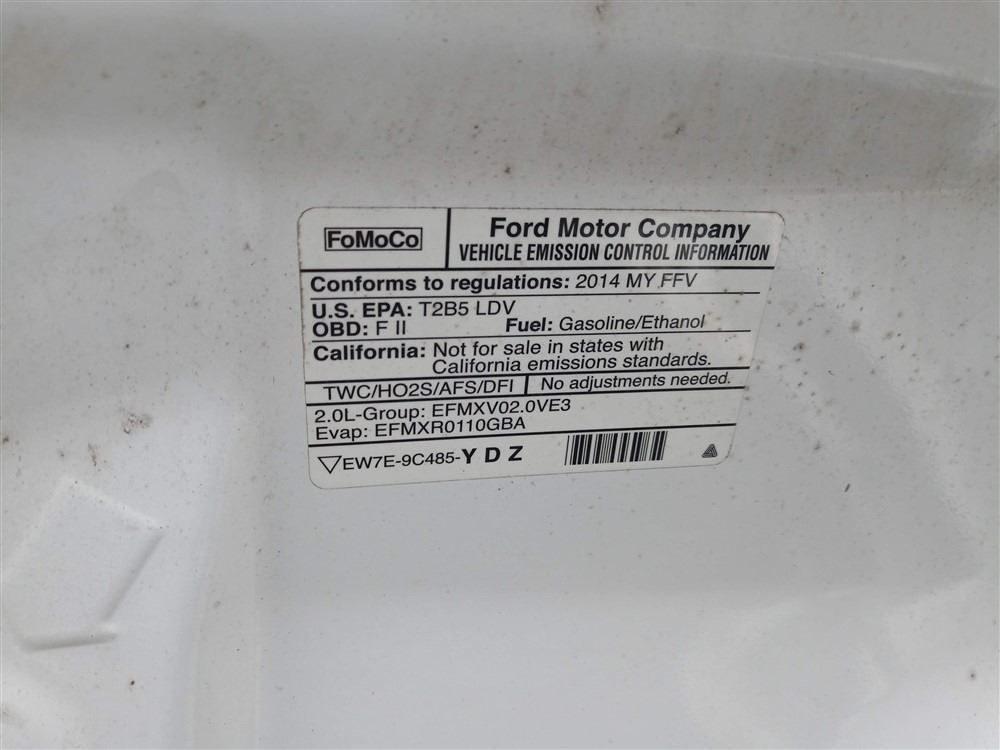 FoMoCo
Ford Motor Company
VEHICLE EMISSION CONTROL INFORMATION
Conforms to regulations: 2014 MY FFV
U.S. EPA: T2B5 LDV
OBD: F II Fuel: Gasoline/Ethanol
California: Not for sale in states with
California emissions standards.
TWC/HO2S/AFS/DFI No adjustments needed.
2.0L-Group: EFMXV02.0VE3
Evap: EFMXR0110GBA
EW7E-9C485-Y D Z